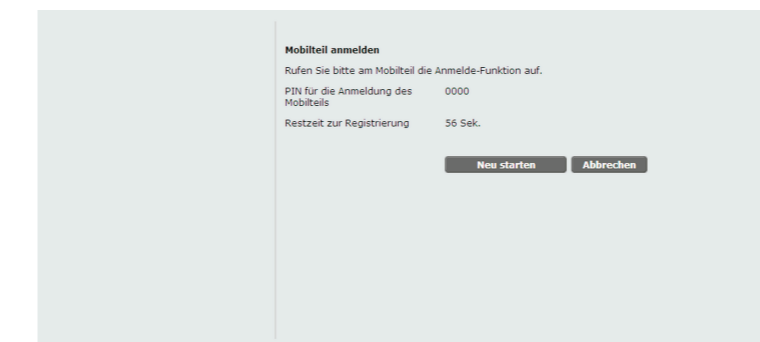 Mobilteil anmelden
Rufen Sie bitte am Mobilteil die Anmelde-Funktion auf.
PIN für die Anmeldung des 0000
Mobilteils
Restzeit zur Registrierung 56 Sek.
Neu starten Abbrechen